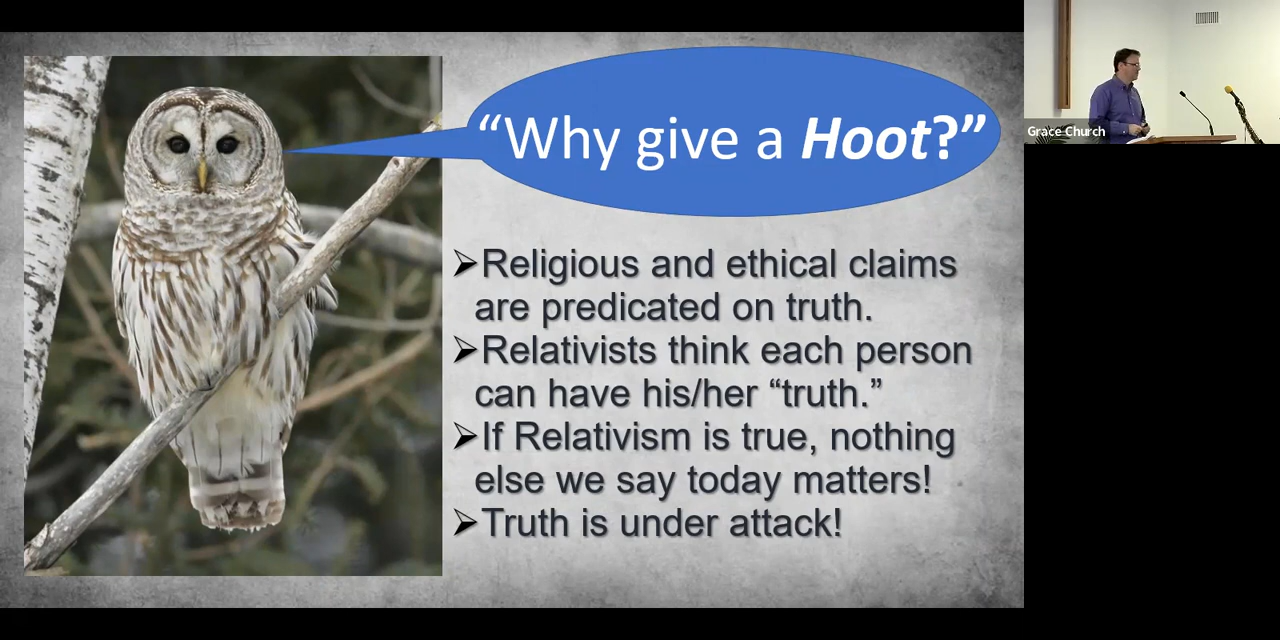 “Why give a Hoot?”
Grace Church
➢Religious and ethical claims
are predicated on truth.
➢Relativists think each person
can have his/her “truth.”
➢If Relativism is true, nothing
else we say today matters!
➢Truth is under attack!